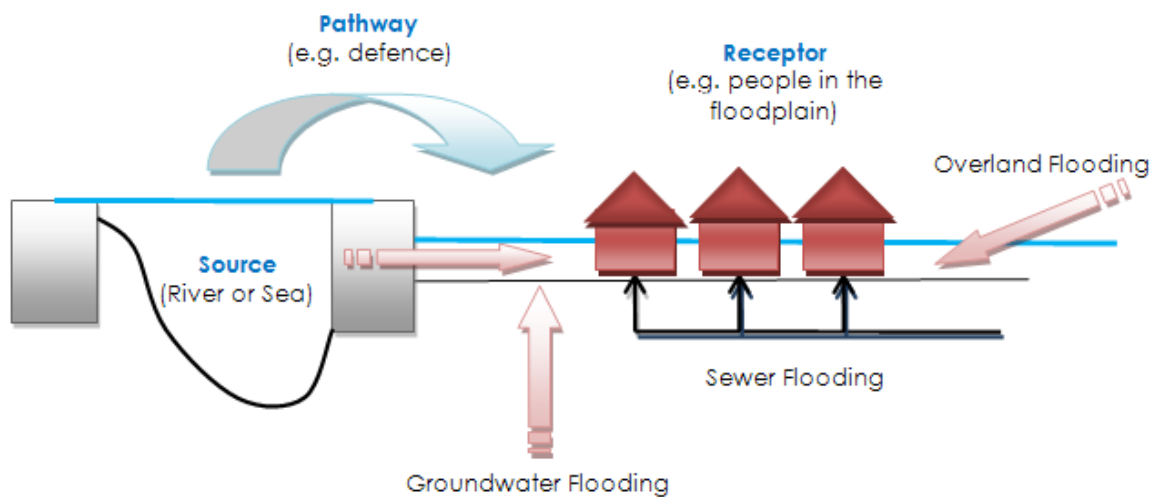 Pathway
(e.g. defence)
Receptor
(e.g. people in the
floodplain)
Overland Flooding
Source
(River or Sea)
Sewer Flooding
Groundwater Flooding